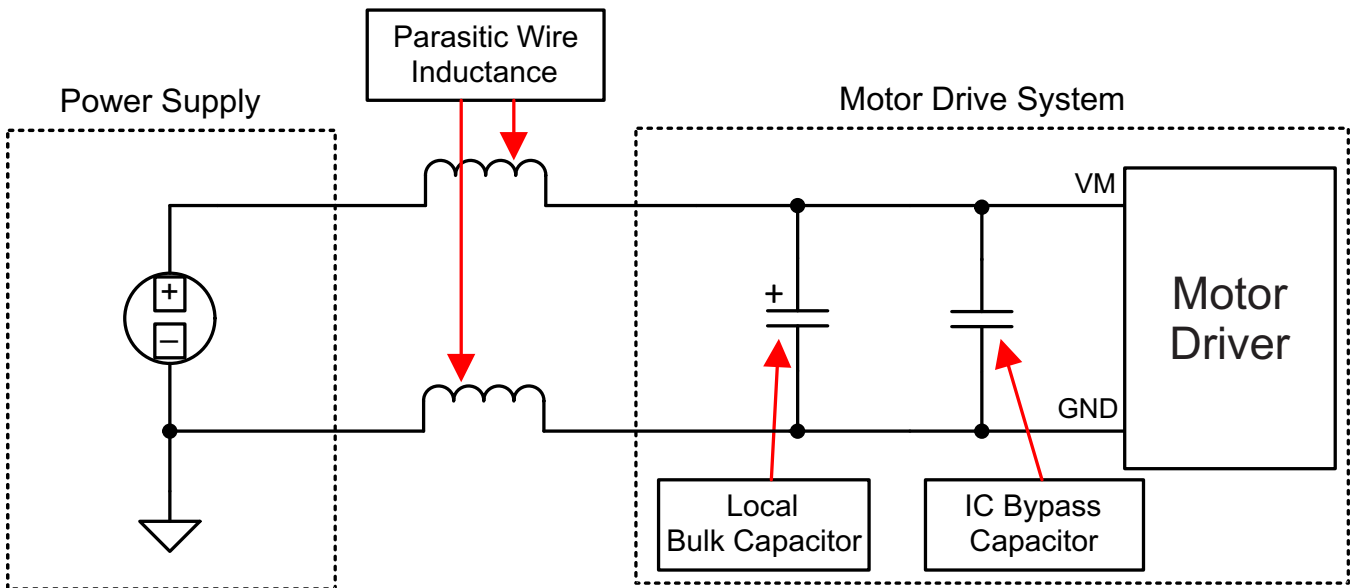 Parasitic Wire
Inductance
Power Supply
Motor Drive System
VM
+
−
+
Motor
Driver
GND
Local
Bulk Capacitor
IC Bypass
Capacitor